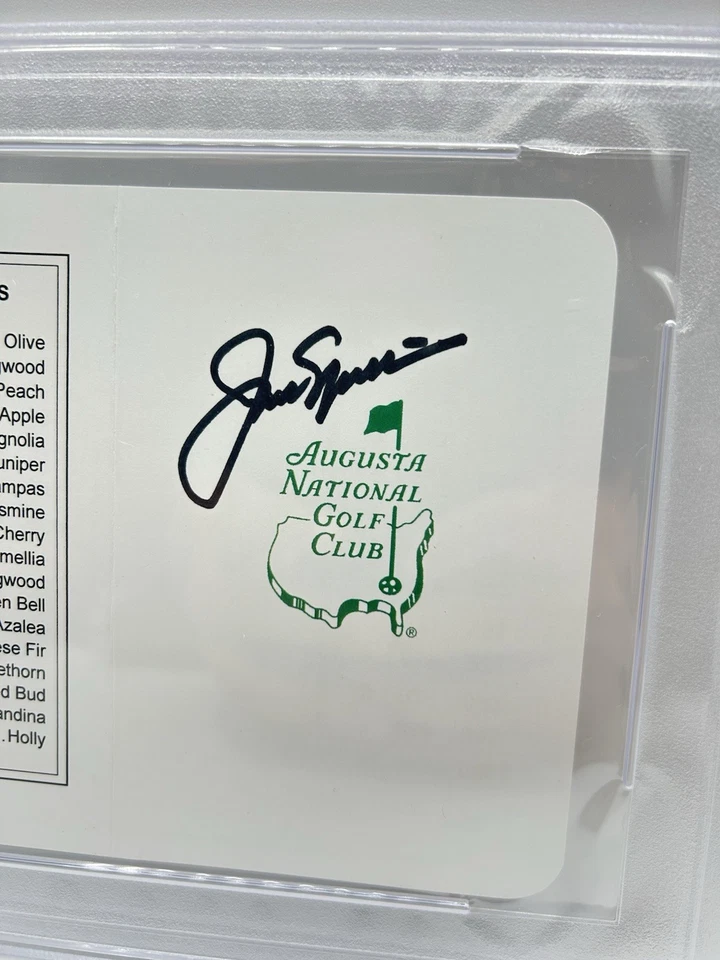 S
Olive
gwood
Peach
Apple
gnolia
uniper
ampas
smine
Cherry
mellia
gwood
en Bell
Azalea
ese Fir
ethorn
d Bud
andina
. Holly
AUGUSTA
NATIONAL
GOLF
CLUB
®